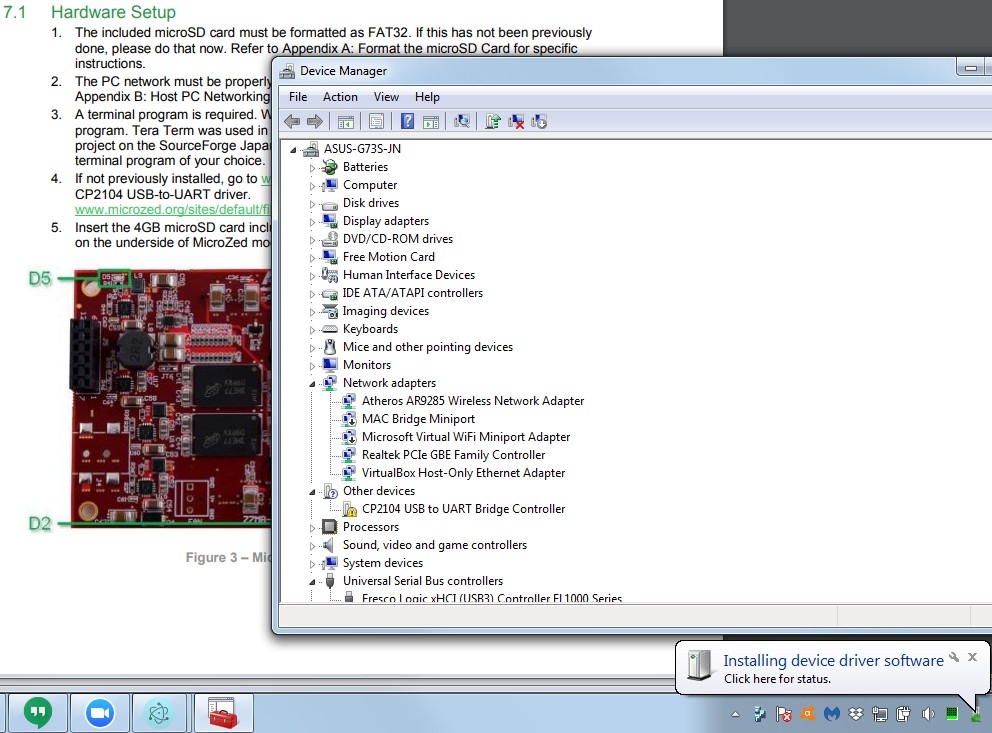 7.1 Hardware Setup
1. The included microSD card must be formatted as FAT32. If this has not been previously
done, please do that now. Refer to Appendix A: Format the microSD Card for specific
instructions.
2. The PC network must be properly
Appendix B: Host PC Networking
3. A terminal program is required. W
program. Tera Term was used in
project on the SourceForge Japa
terminal program of your choice.
4. If not previously installed, go to w
CP2104 USB-to-UART driver.
www.microzed.org/sites/default/fi
5. Insert the 4GB microSD card incl
on the underside of MicroZed mo
D5
D2
Figure 3 – Mic
Device Manager
File Action View Help
ASUS-G73S-JN
Batteries
Computer
Disk drives
Display adapters
DVD/CD-ROM drives
Free Motion Card
Human Interface Devices
IDE ATA/ATAPI controllers
Imaging devices
Keyboards
Mice and other pointing devices
Monitors
Network adapters
Atheros AR9285 Wireless Network Adapter
MAC Bridge Miniport
Microsoft Virtual WiFi Miniport Adapter
Realtek PCIe GBE Family Controller
VirtualBox Host-Only Ethernet Adapter
Other devices
CP2104 USB to UART Bridge Controller
Processors
Sound, video and game controllers
System devices
Universal Serial Bus controllers
Fresco Logic xHCI (USB3) Controller FL1000 Series
Installing device driver software
Click here for status.